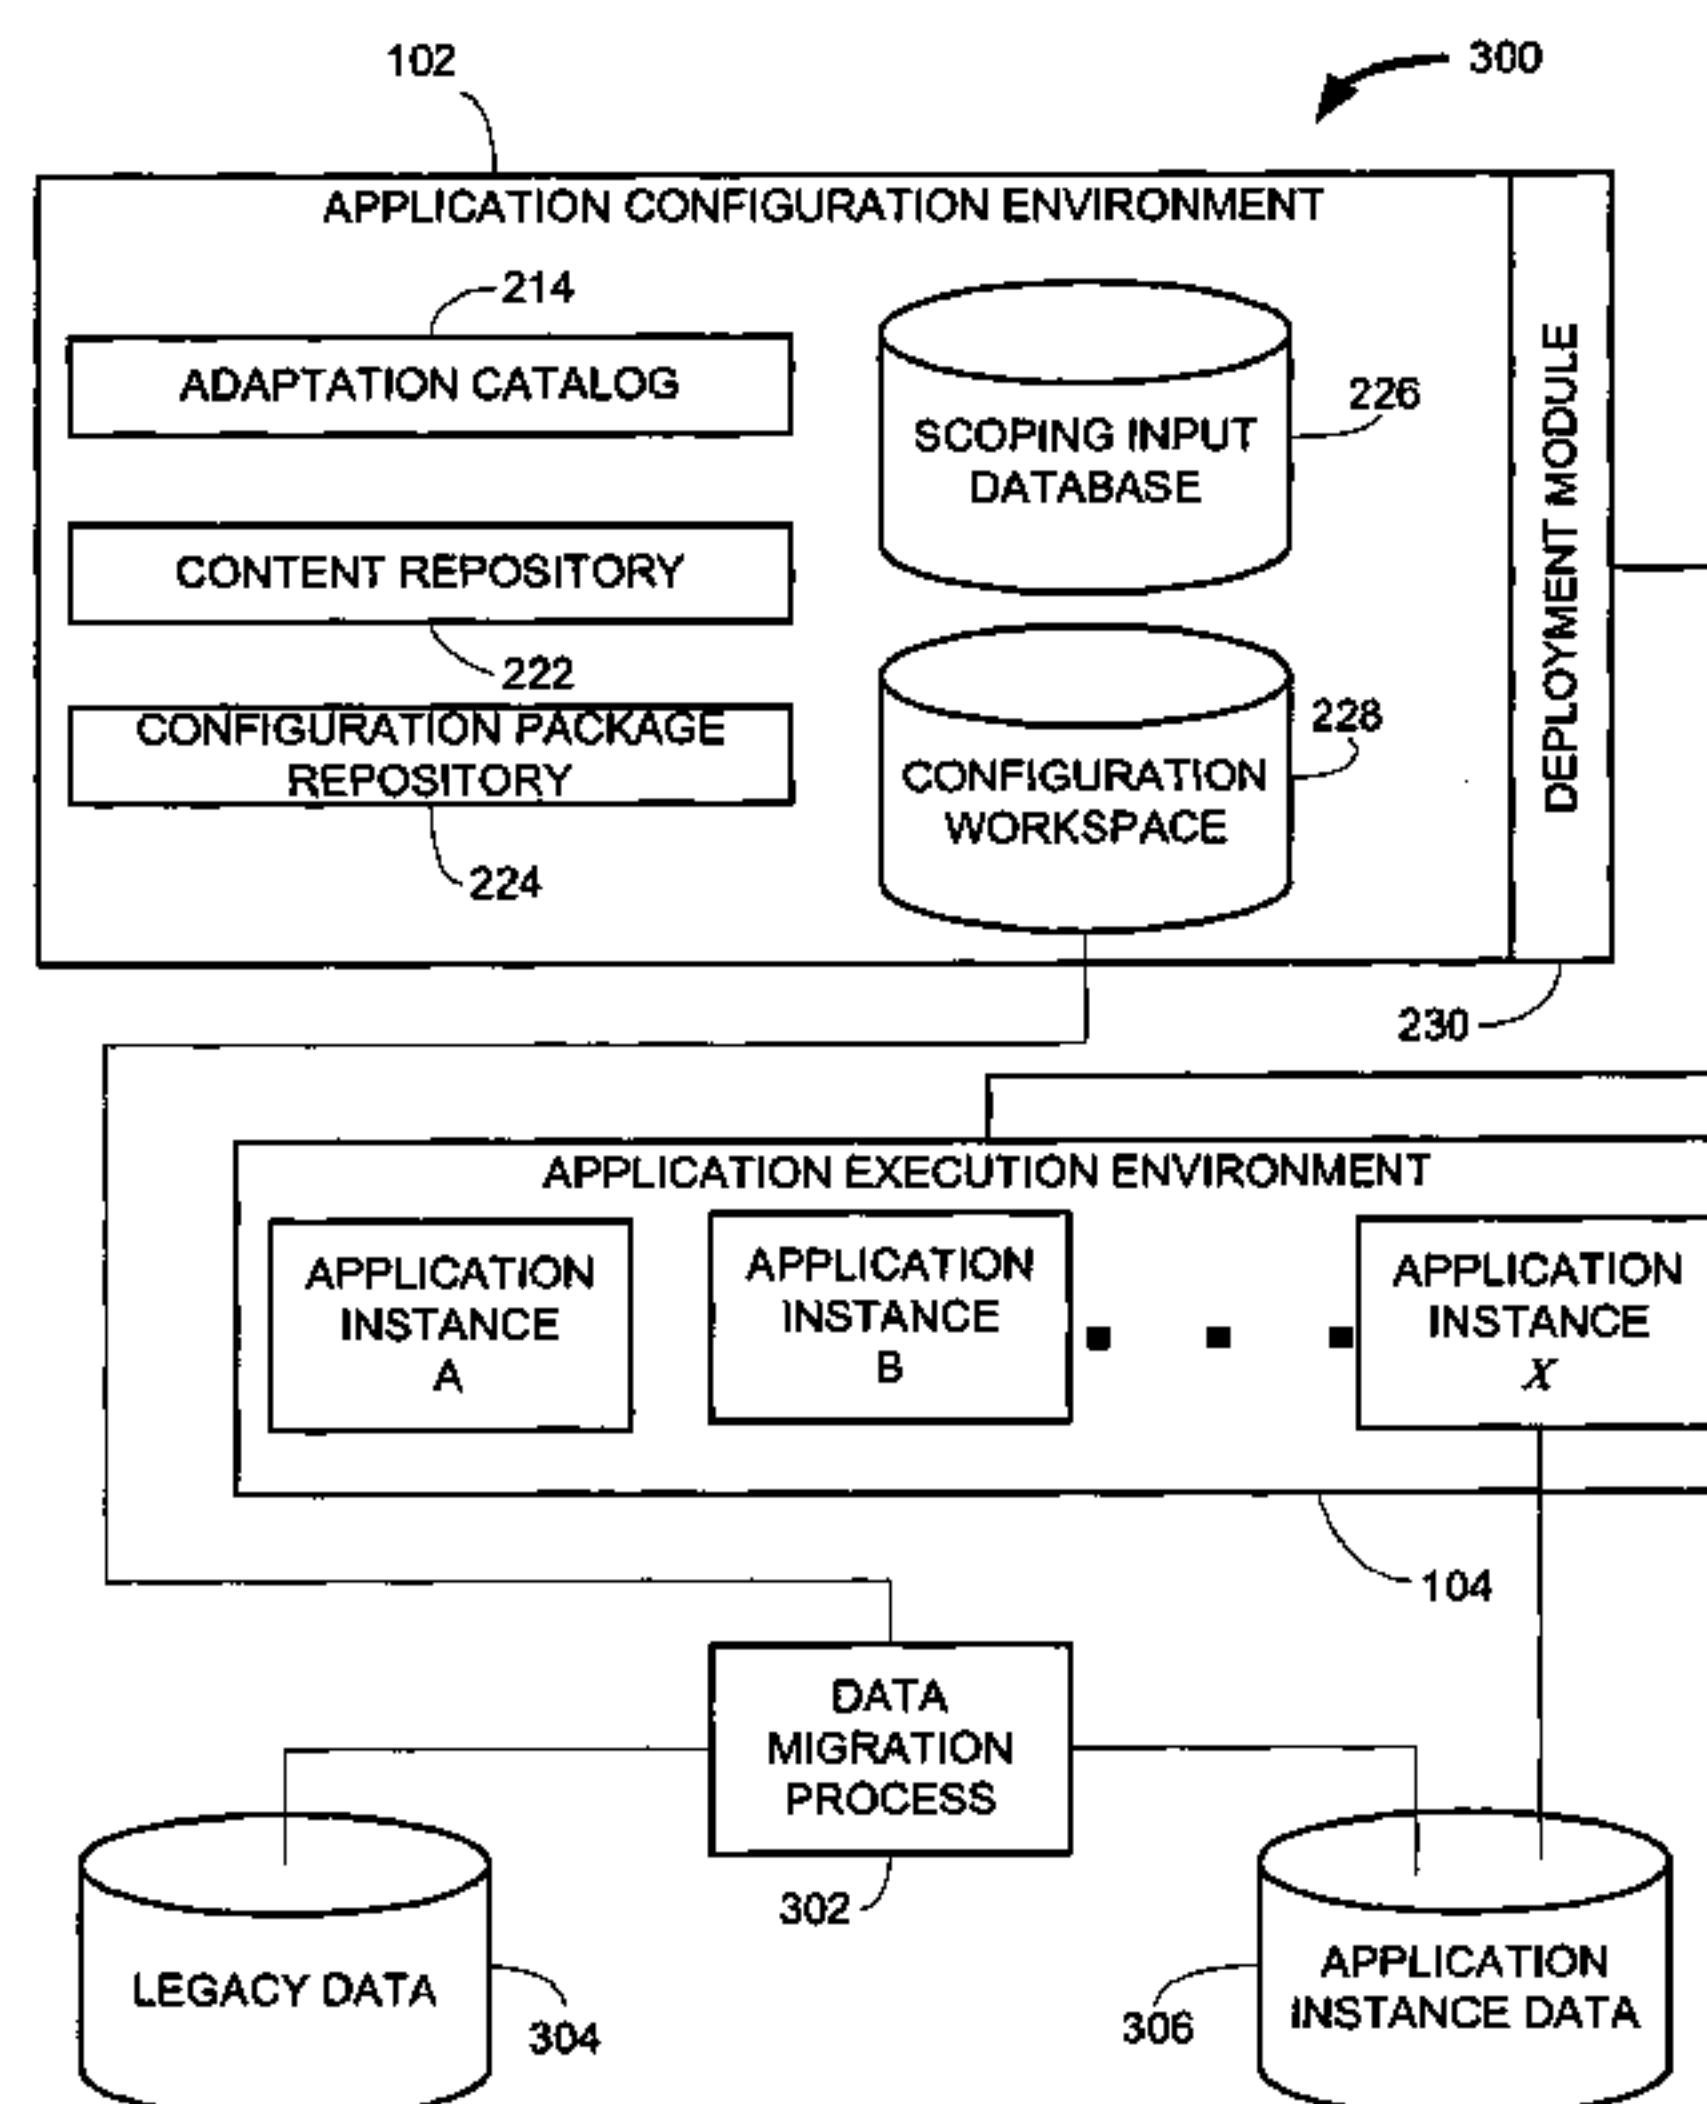 102
300
APPLICATION CONFIGURATION ENVIRONMENT
214
ADAPTATION CATALOG
SCOPING INPUT
DATABASE
226
CONTENT REPOSITORY
222
CONFIGURATION PACKAGE
REPOSITORY
224
CONFIGURATION
WORKSPACE
228
DEPLOYMENT MODULE
230
APPLICATION EXECUTION ENVIRONMENT
APPLICATION
INSTANCE
A
APPLICATION
INSTANCE
B
APPLICATION
INSTANCE
X
104
DATA
MIGRATION
PROCESS
302
LEGACY DATA
304
APPLICATION
INSTANCE DATA
306